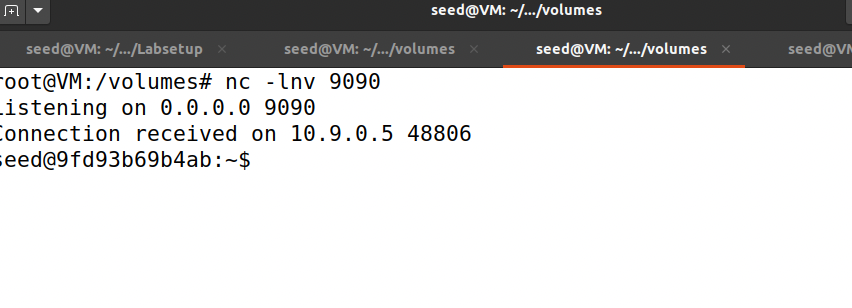 seed@VM: ~/.../volumes
seed@VM: ~/.../Labsetup × seed@VM: ~/.../volumes × seed@VM: ~/.../volumes × seed@VM
root@VM:/volumes# nc -lnv 9090
Listening on 0.0.0.0 9090
Connection received on 10.9.0.5 48806
seed@9fd93b69b4ab:~$